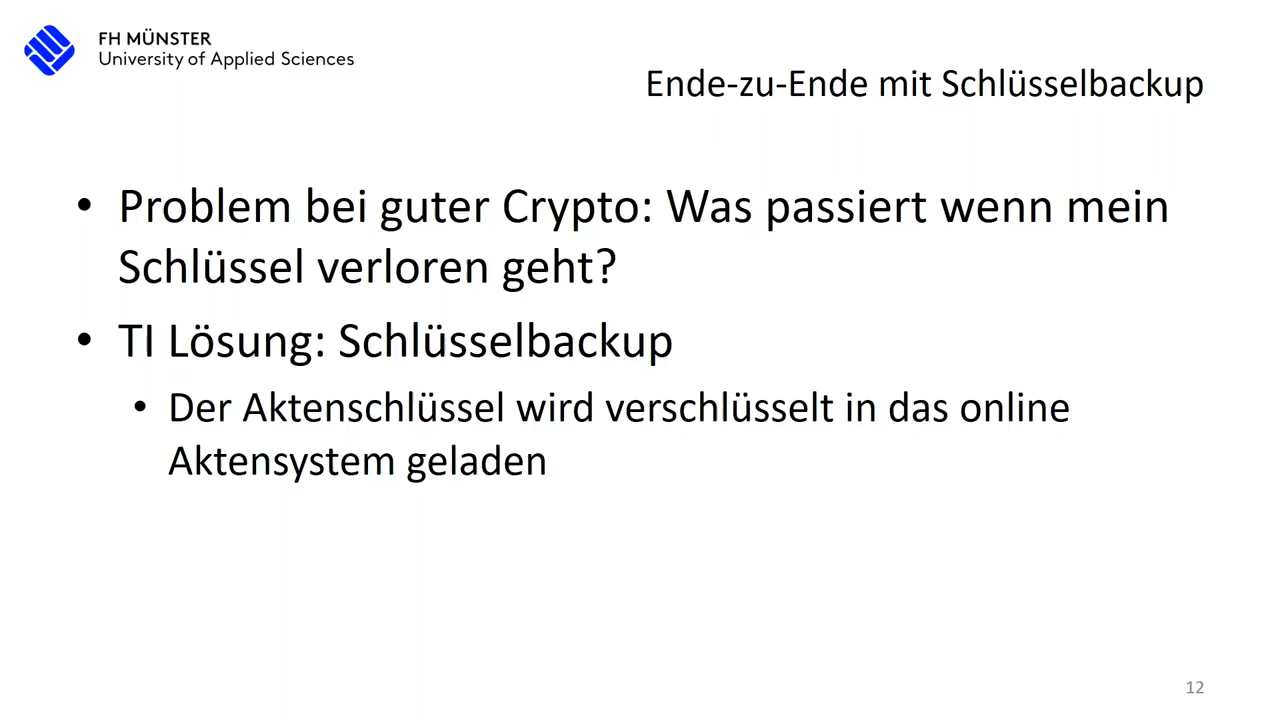 FH MÜNSTER
University of Applied Sciences
Ende-zu-Ende mit Schlüsselbackup
• Problem bei guter Crypto: Was passiert wenn mein
Schlüssel verloren geht?
• TI Lösung: Schlüsselbackup
• Der Aktenschlüssel wird verschlüsselt in das online
Aktensystem geladen
12